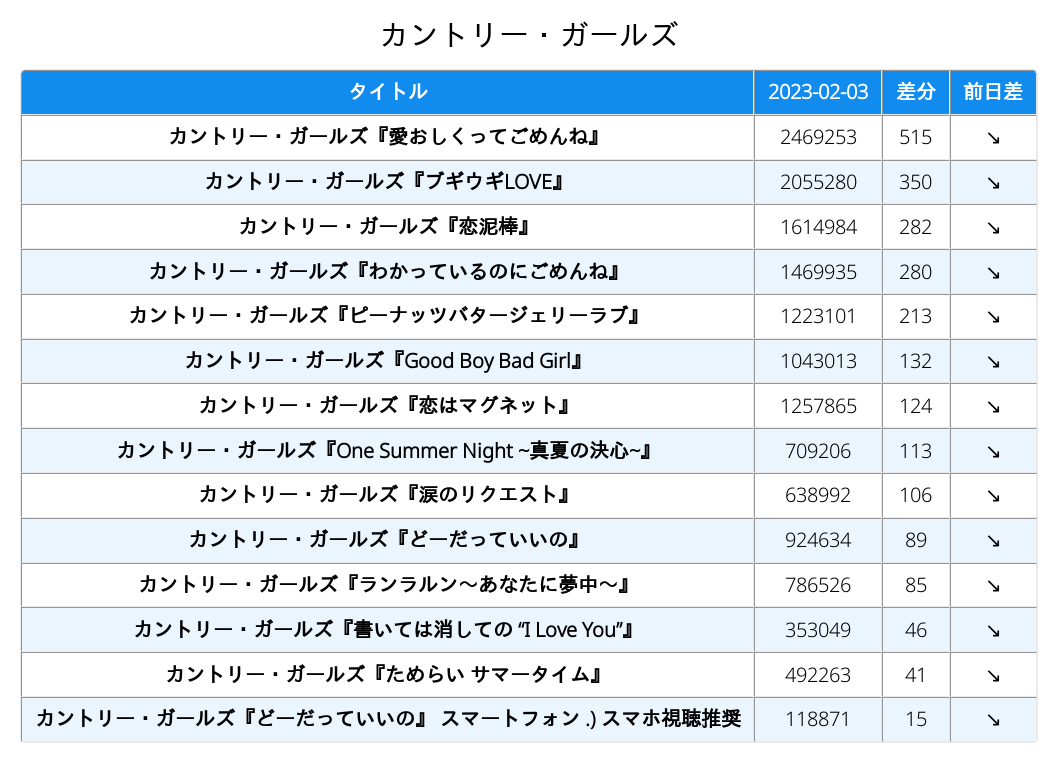 カントリー・ガールズ
タイトル 2023-02-03 差分 前日差
カントリー・ガールズ『愛おしくってごめんね』 2469253 515 ↘
カントリー・ガールズ『ブギウギLOVE』 2055280 350 ↘
カントリー・ガールズ『恋泥棒』 1614984 282 ↘
カントリー・ガールズ『わかっているのにごめんね』 1469935 280 ↘
カントリー・ガールズ『ピーナッツバタージェリーラブ』 1223101 213 ↘
カントリー・ガールズ『Good Boy Bad Girl』 1043013 132 ↘
カントリー・ガールズ『恋はマグネット』 1257865 124 ↘
カントリー・ガールズ『One Summer Night ~真夏の決心~』 709206 113 ↘
カントリー・ガールズ『涙のリクエスト』 638992 106 ↘
カントリー・ガールズ『どーだっていいの』 924634 89 ↘
カントリー・ガールズ『ランラルン〜あなたに夢中〜』 786526 85 ↘
カントリー・ガールズ『書いては消しての “I Love You”』 353049 46 ↘
カントリー・ガールズ『ためらい サマータイム』 492263 41 ↘
カントリー・ガールズ『どーだっていいの』 スマートフォン .) スマホ視聴推奨 118871 15 ↘